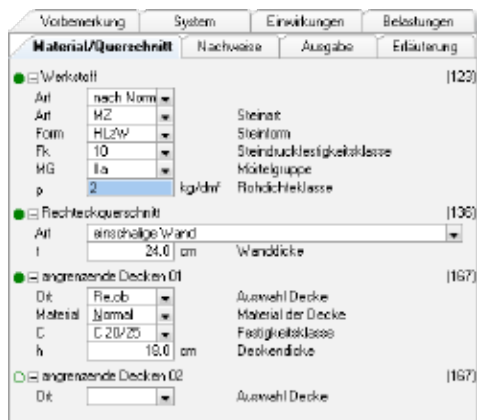 Vorbemerkung System Einwirkungen Belastungen
Material/Querschnitt Nachweise Ausgabe Erläuterung
Werkstoff (123)
Art nach Norm
Art MZ Steinart
Form HLzW Steinform
Fk 10 Steindruckfestigkeitsklasse
MG IIa Mörtelgruppe
ρ 2 kg/dm³ Rohdichteklasse
Rechteckquerschnitt (136)
Art einschalige Wand
t 24.0 cm Wanddicke
angrenzende Decken 01 (167)
Ort Re.ob Auswahl Decke
Material Normal Material der Decke
C C 20/25 Festigkeitsklasse
h 18.0 cm Deckendicke
angrenzende Decken 02 (167)
Ort Auswahl Decke